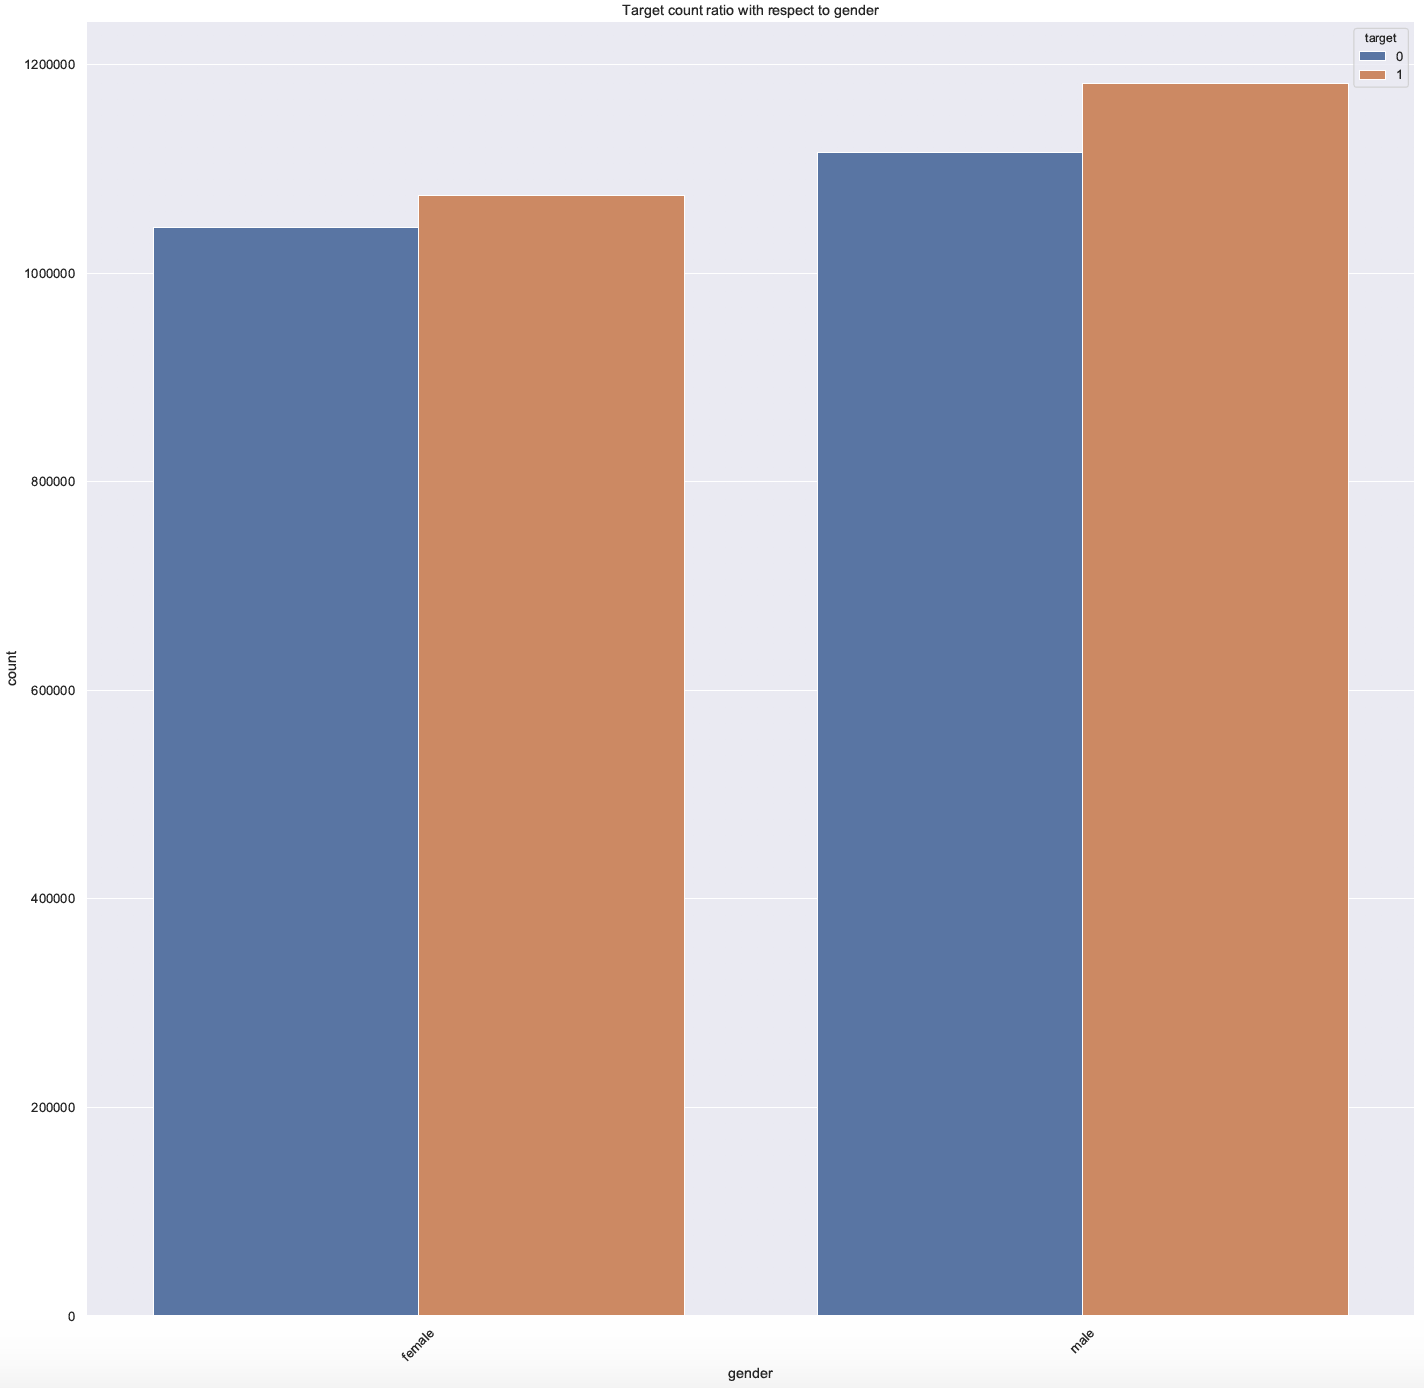 Target count ratio with respect to gender
target
0
1
1200000
1000000
800000
600000
400000
200000
0
count
female
male
gender